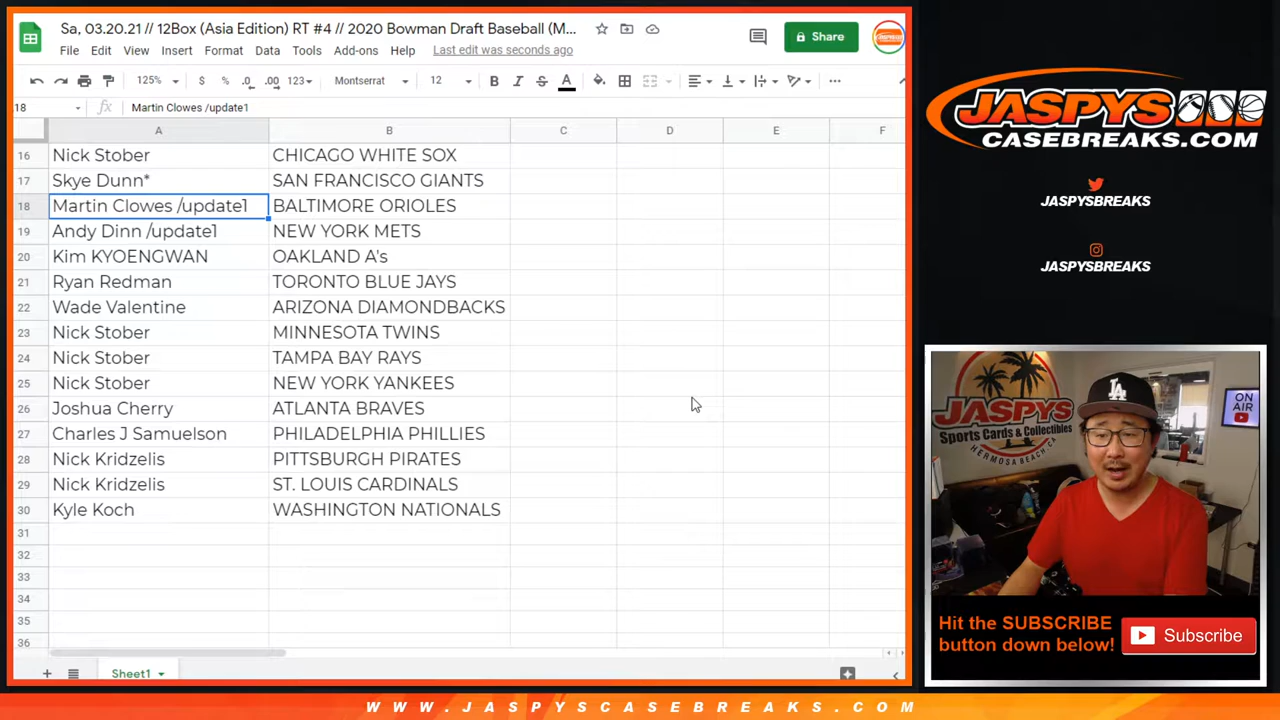 Sa, 03.20.21 // 12Box (Asia Edition) RT #4 // 2020 Bowman Draft Baseball (M...
Share
File Edit View Insert Format Data Tools Add-ons Help Last edit was seconds ago
125% $ % .0 .00 123 Montserrat 12 B I S A
18 fx Martin Clowes /update1
A B C D E F
16 Nick Stober CHICAGO WHITE SOX
17 Skye Dunn* SAN FRANCISCO GIANTS
18 Martin Clowes /update1 BALTIMORE ORIOLES
19 Andy Dinn /update1 NEW YORK METS
20 Kim KYOENGWAN OAKLAND A's
21 Ryan Redman TORONTO BLUE JAYS
22 Wade Valentine ARIZONA DIAMONDBACKS
23 Nick Stober MINNESOTA TWINS
24 Nick Stober TAMPA BAY RAYS
25 Nick Stober NEW YORK YANKEES
26 Joshua Cherry ATLANTA BRAVES
27 Charles J Samuelson PHILADELPHIA PHILLIES
28 Nick Kridzelis PITTSBURGH PIRATES
29 Nick Kridzelis ST. LOUIS CARDINALS
30 Kyle Koch WASHINGTON NATIONALS
31
32
33
34
35
36
Sheet1
JASPYS
CASEBREAKS.COM
JASPYSBREAKS
JASPYSBREAKS
JASPYS
Sports Cards & Collectibles
HERMOSA BEACH, CA
ON
AIR
LA
Hit the SUBSCRIBE
button down below!
Subscribe
WWW.JASPYSCASEBREAKS.COM